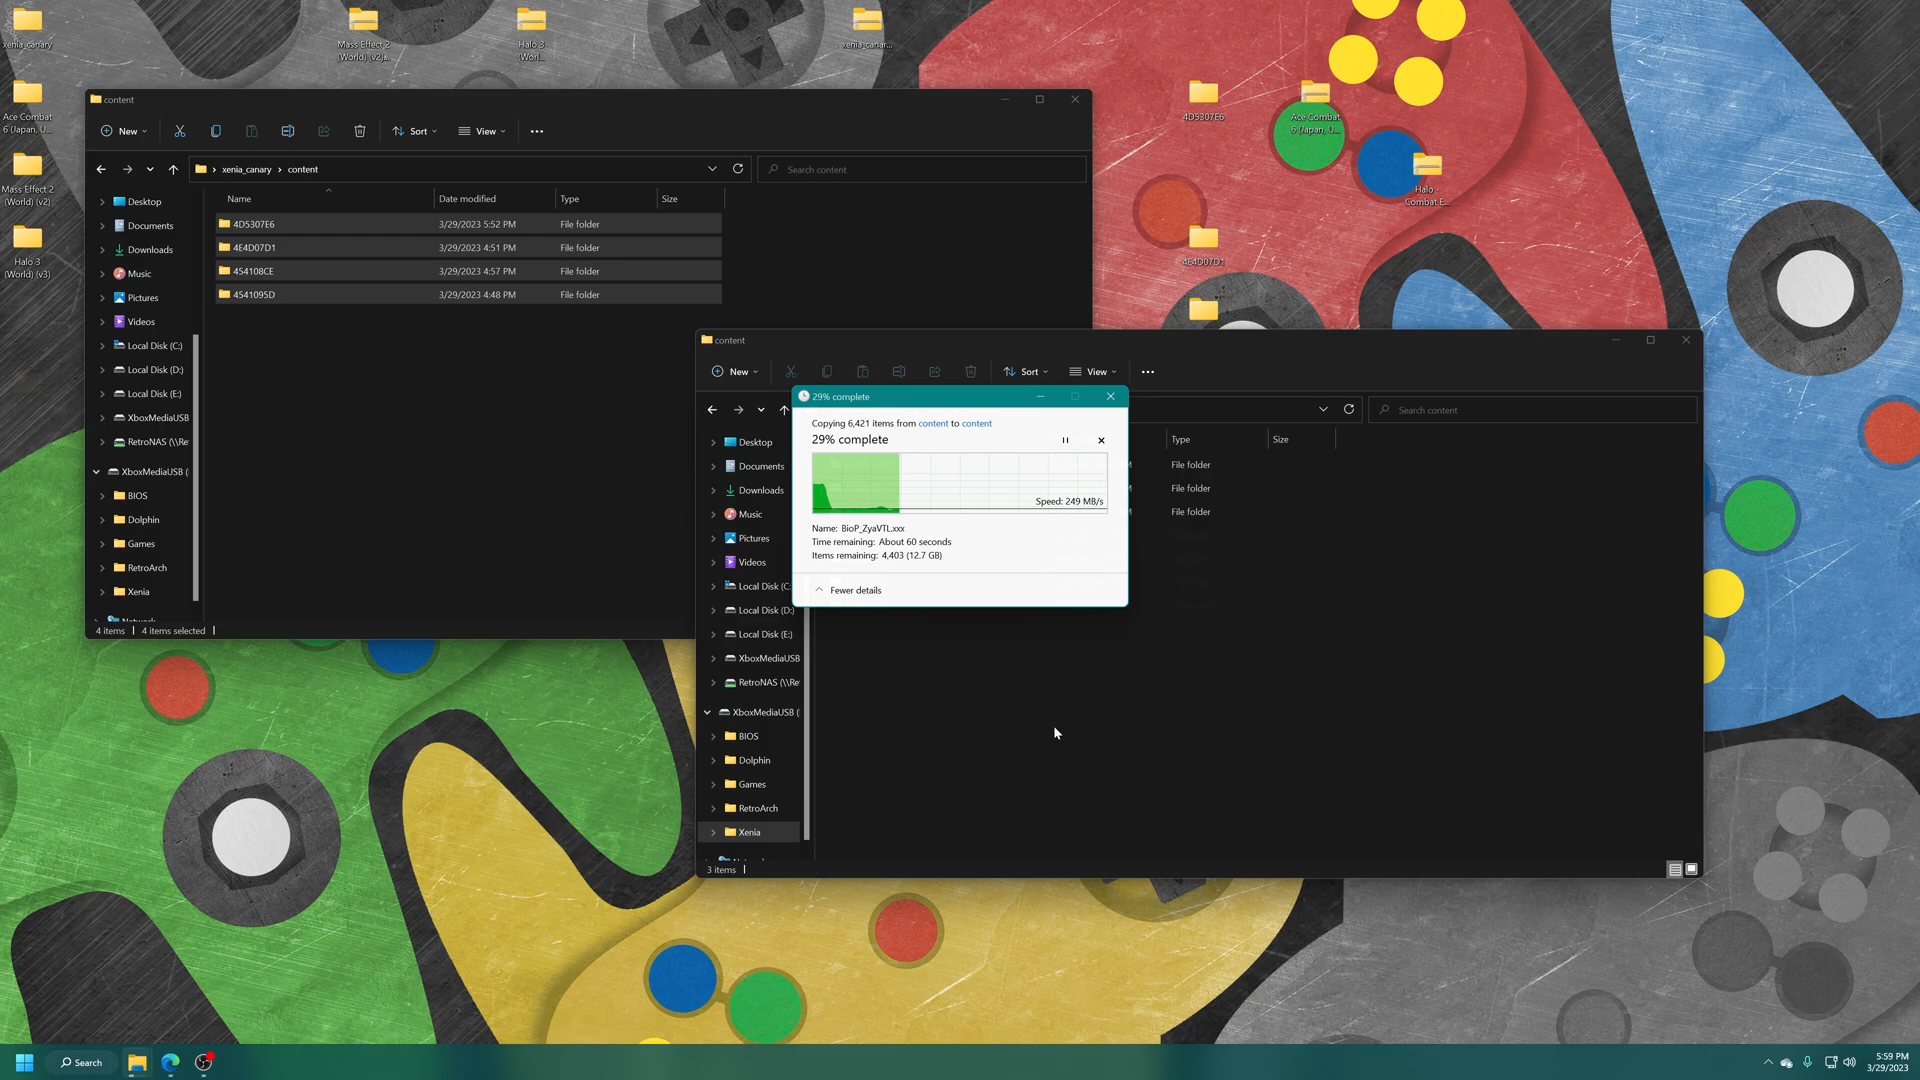 xenia_canary
Mass Effect 2
(World) (v2)...
Halo 3
(Worl...
xenia_canar...
Ace Combat
6 (Japan, U...
Mass Effect 2
(World) (v2)
Halo 3
(World) (v3)
4D5307E6
Ace Combat
6 (Japan, U...
Halo -
Combat E...
4E4D07D1
content
New
Sort
View
xenia_canary > content
Search content
Name Date modified Type Size
4D5307E6 3/29/2023 5:52 PM File folder
4E4D07D1 3/29/2023 4:51 PM File folder
454108CE 3/29/2023 4:57 PM File folder
4541095D 3/29/2023 4:48 PM File folder
Desktop
Documents
Downloads
Music
Pictures
Videos
Local Disk (C:)
Local Disk (D:)
Local Disk (E:)
XboxMediaUSB
RetroNAS (\\Re
XboxMediaUSB (
BIOS
Dolphin
Games
RetroArch
Xenia
4 items 4 items selected
content
New
Sort
View
Search content
Type Size
File folder
File folder
File folder
Desktop
Documents
Downloads
Music
Pictures
Videos
Local Disk (C:
Local Disk (D:)
Local Disk (E:)
XboxMediaUSB
RetroNAS (\\Re
XboxMediaUSB (
BIOS
Dolphin
Games
RetroArch
Xenia
3 items
29% complete
Copying 6,421 items from content to content
29% complete
Speed: 249 MB/s
Name: BioP_ZyaVTL.xxx
Time remaining: About 60 seconds
Items remaining: 4,403 (12.7 GB)
Fewer details
Search
5:59 PM
3/29/2023